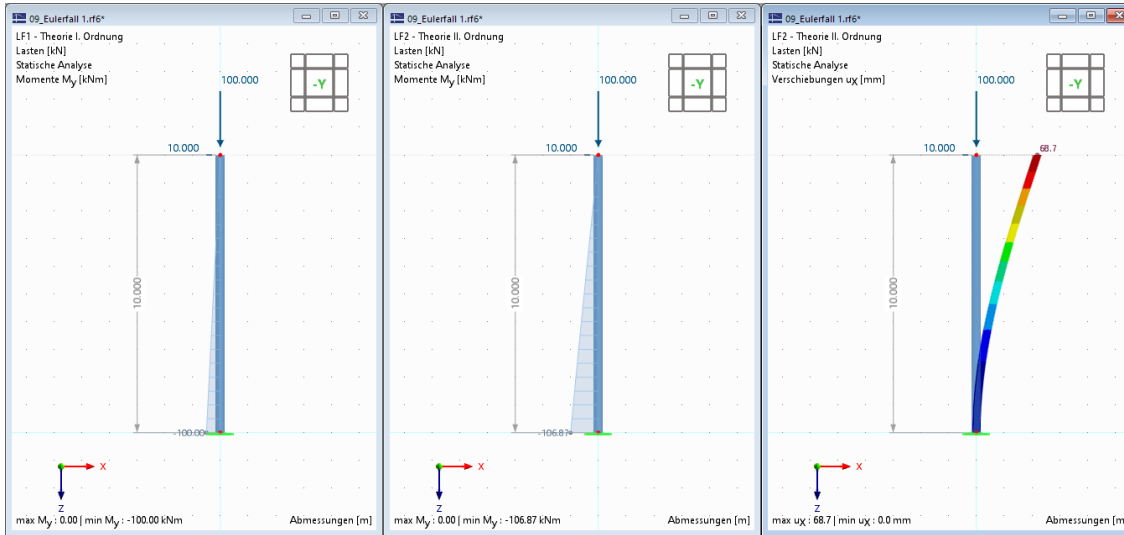 09_Eulerfall 1.rf6*
LF1 - Theorie I. Ordnung
Lasten [kN]
Statische Analyse
Momente My [kNm]
-Y
100.000
10.000
10.000
-100.00
X
Z
max My : 0.00 | min My : -100.00 kNm
Abmessungen [m]
09_Eulerfall 1.rf6*
LF2 - Theorie II. Ordnung
Lasten [kN]
Statische Analyse
Momente My [kNm]
-Y
100.000
10.000
10.000
-106.87
X
Z
max My : 0.00 | min My : -106.87 kNm
Abmessungen [m]
09_Eulerfall 1.rf6*
LF2 - Theorie II. Ordnung
Lasten [kN]
Statische Analyse
Verschiebungen uX [mm]
-Y
100.000
10.000
68.7
10.000
X
Z
max uX : 68.7 | min uX : 0.0 mm
Abmessungen [m]